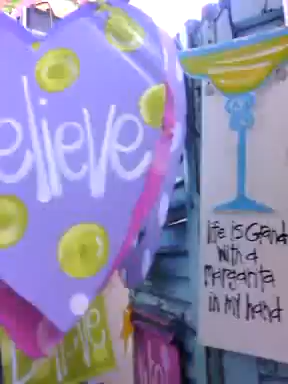 elieve
life is Grand
with a
margarita
in my hand